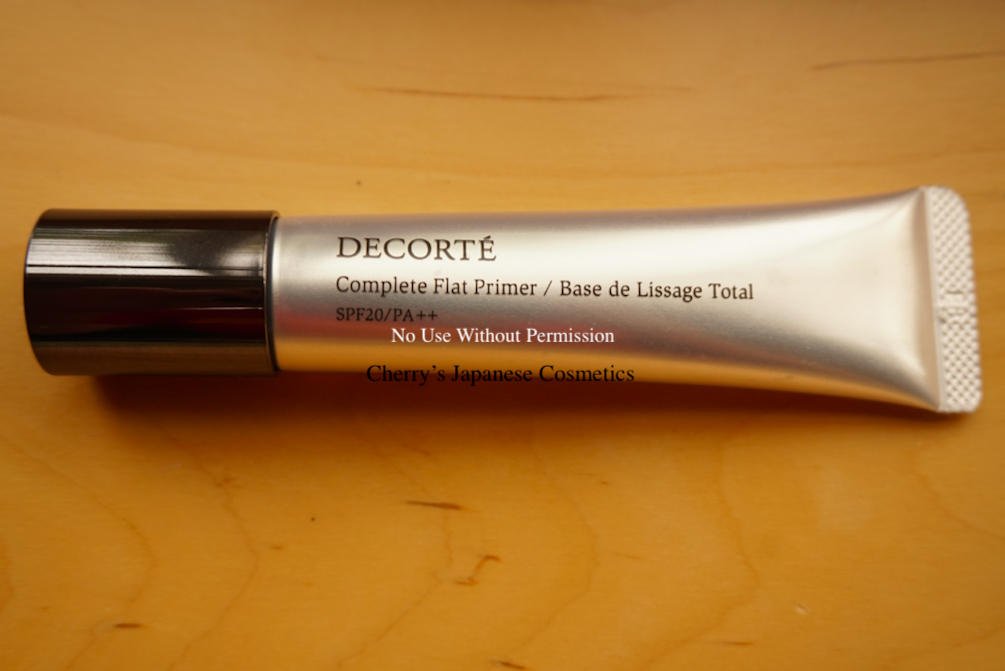 DECORTÉ
Complete Flat Primer / Base de Lissage Total
SPF20/PA++
No Use Without Permission
Cherry's Japanese Cosmetics